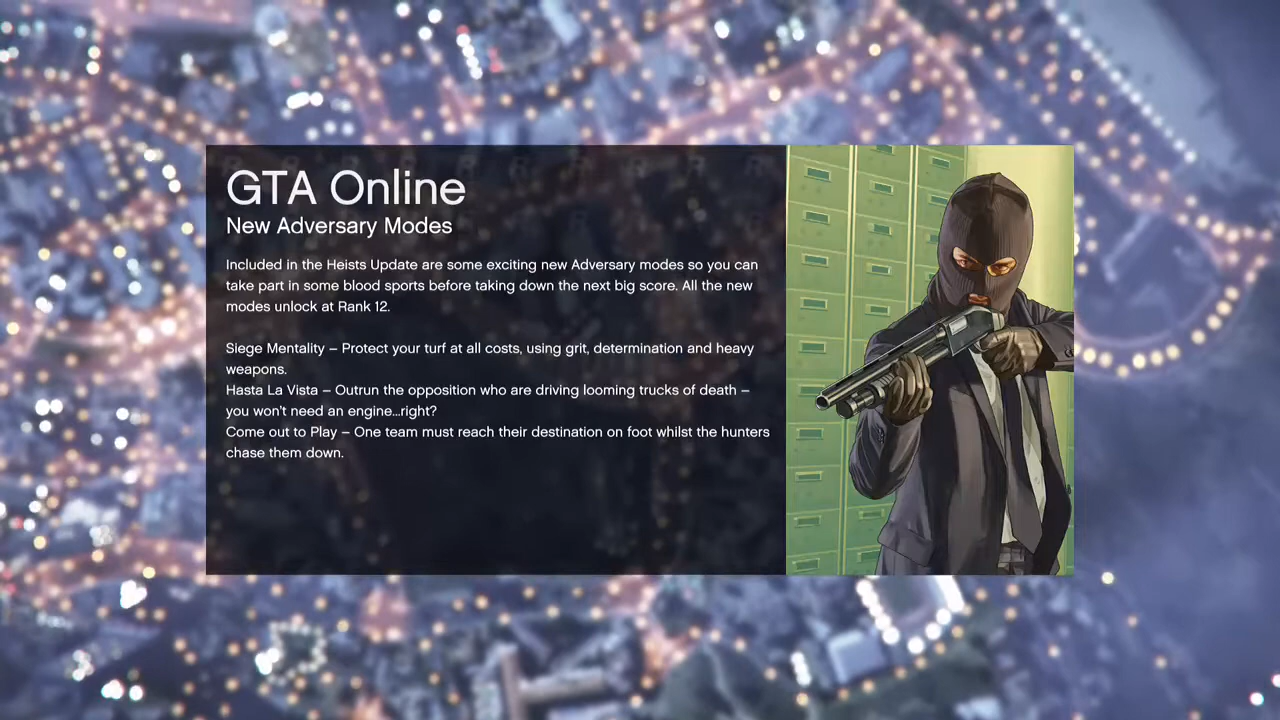 GTA Online
New Adversary Modes
Included in the Heists Update are some exciting new Adversary modes so you can
take part in some blood sports before taking down the next big score. All the new
modes unlock at Rank 12.
Siege Mentality – Protect your turf at all costs, using grit, determination and heavy
weapons.
Hasta La Vista – Outrun the opposition who are driving looming trucks of death –
you won't need an engine...right?
Come out to Play – One team must reach their destination on foot whilst the hunters
chase them down.